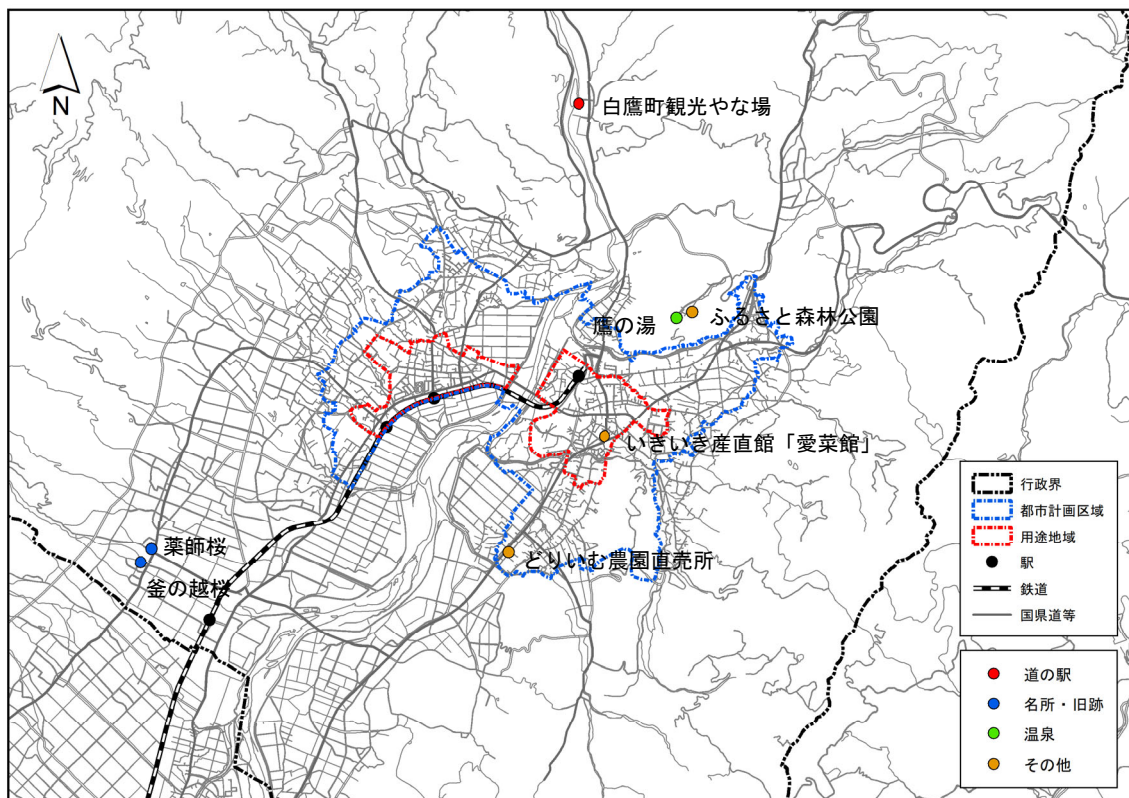 N
白鷹町観光やな場
鷹の湯
ふるさと森林公園
いきいき産直館「愛菜館」
薬師桜
釜の越桜
どりいむ農園直売所
行政界
都市計画区域
用途地域
駅
鉄道
国県道等
道の駅
名所・旧跡
温泉
その他